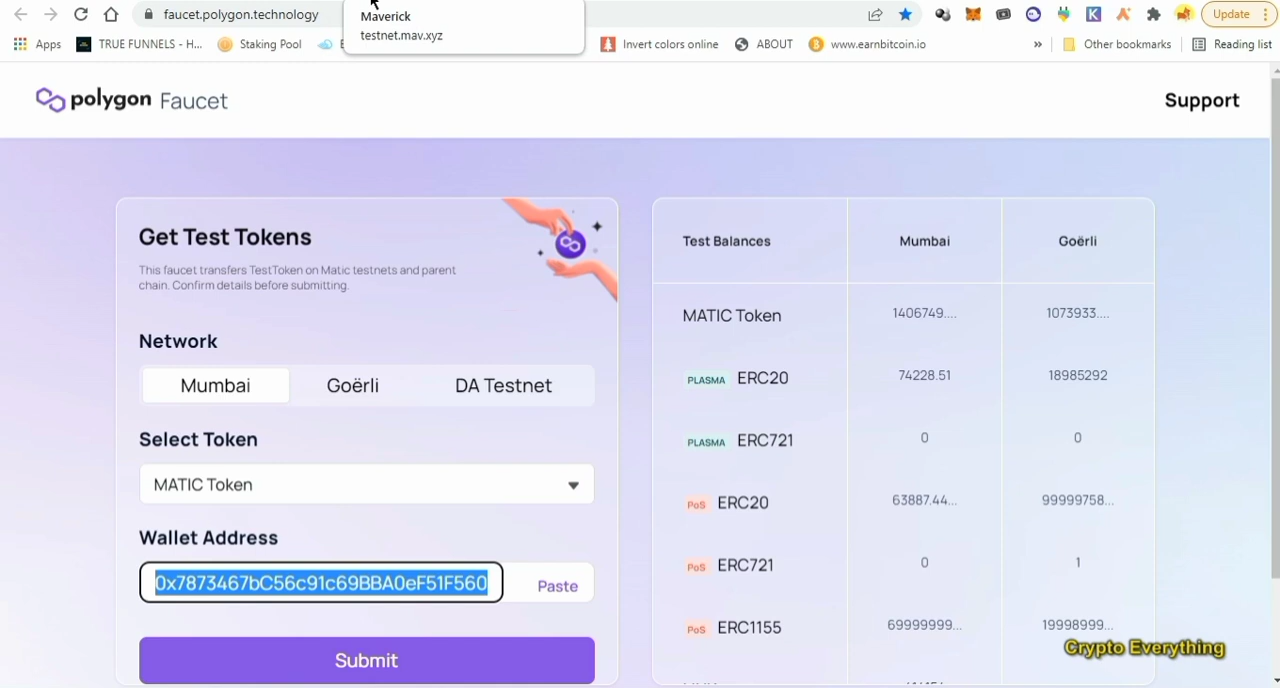 faucet.polygon.technology
Maverick
testnet.mav.xyz
Update
Apps
TRUE FUNNELS - H...
Staking Pool
Invert colors online
ABOUT
www.earnbitcoin.io
»
Other bookmarks
Reading list
polygon Faucet
Support
Get Test Tokens
This faucet transfers TestToken on Matic testnets and parent
chain. Confirm details before submitting.
Network
Mumbai
Goërli
DA Testnet
Select Token
MATIC Token
Wallet Address
0x7873467bC56c91c69BBA0eF51F560
Paste
Submit
Test Balances
Mumbai
Goërli
MATIC Token
1406749....
1073933....
PLASMA ERC20
74228.51
18985292
PLASMA ERC721
0
0
PoS ERC20
63887.44...
99999758...
PoS ERC721
0
1
PoS ERC1155
69999999...
19998999...
Crypto Everything